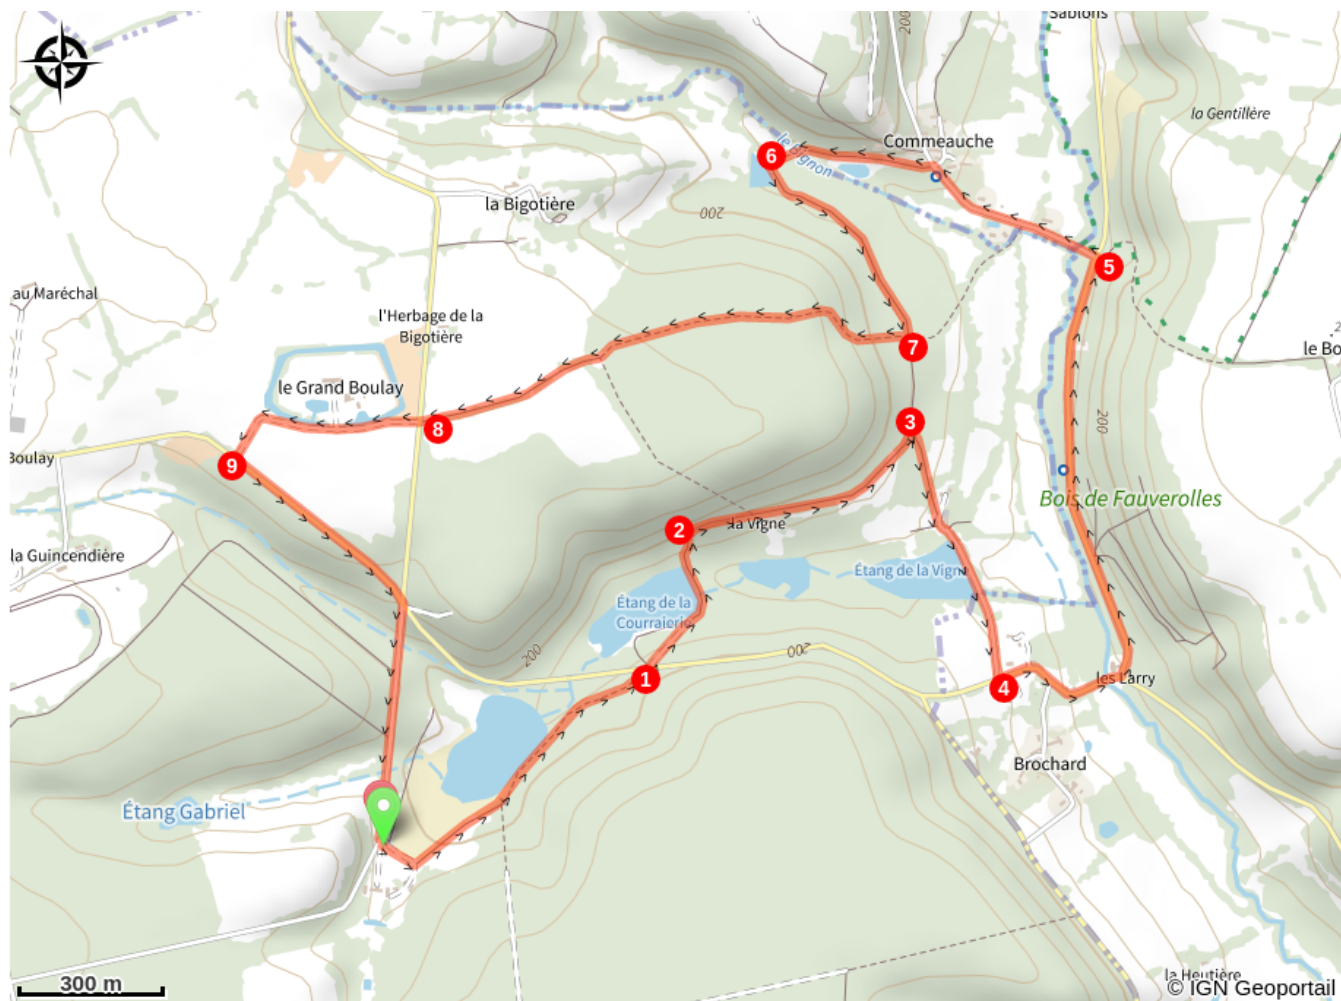 Sablons
200
la Gentillère
Commeauche
6
le Bignon
la Bigotière
200
5
au Maréchal
l'Herbage de la
Bigotière
7
le Bo
le Grand Boulay
8
3
200
Boulay
9
Bois de Fauverolles
2
la Vigne
la Guincendière
Étang de la Vigne
Étang de la
Courraierie
200
200
1
4
les Larry
Brochard
Étang Gabriel
la Heutière
300 m
© IGN Geoportail